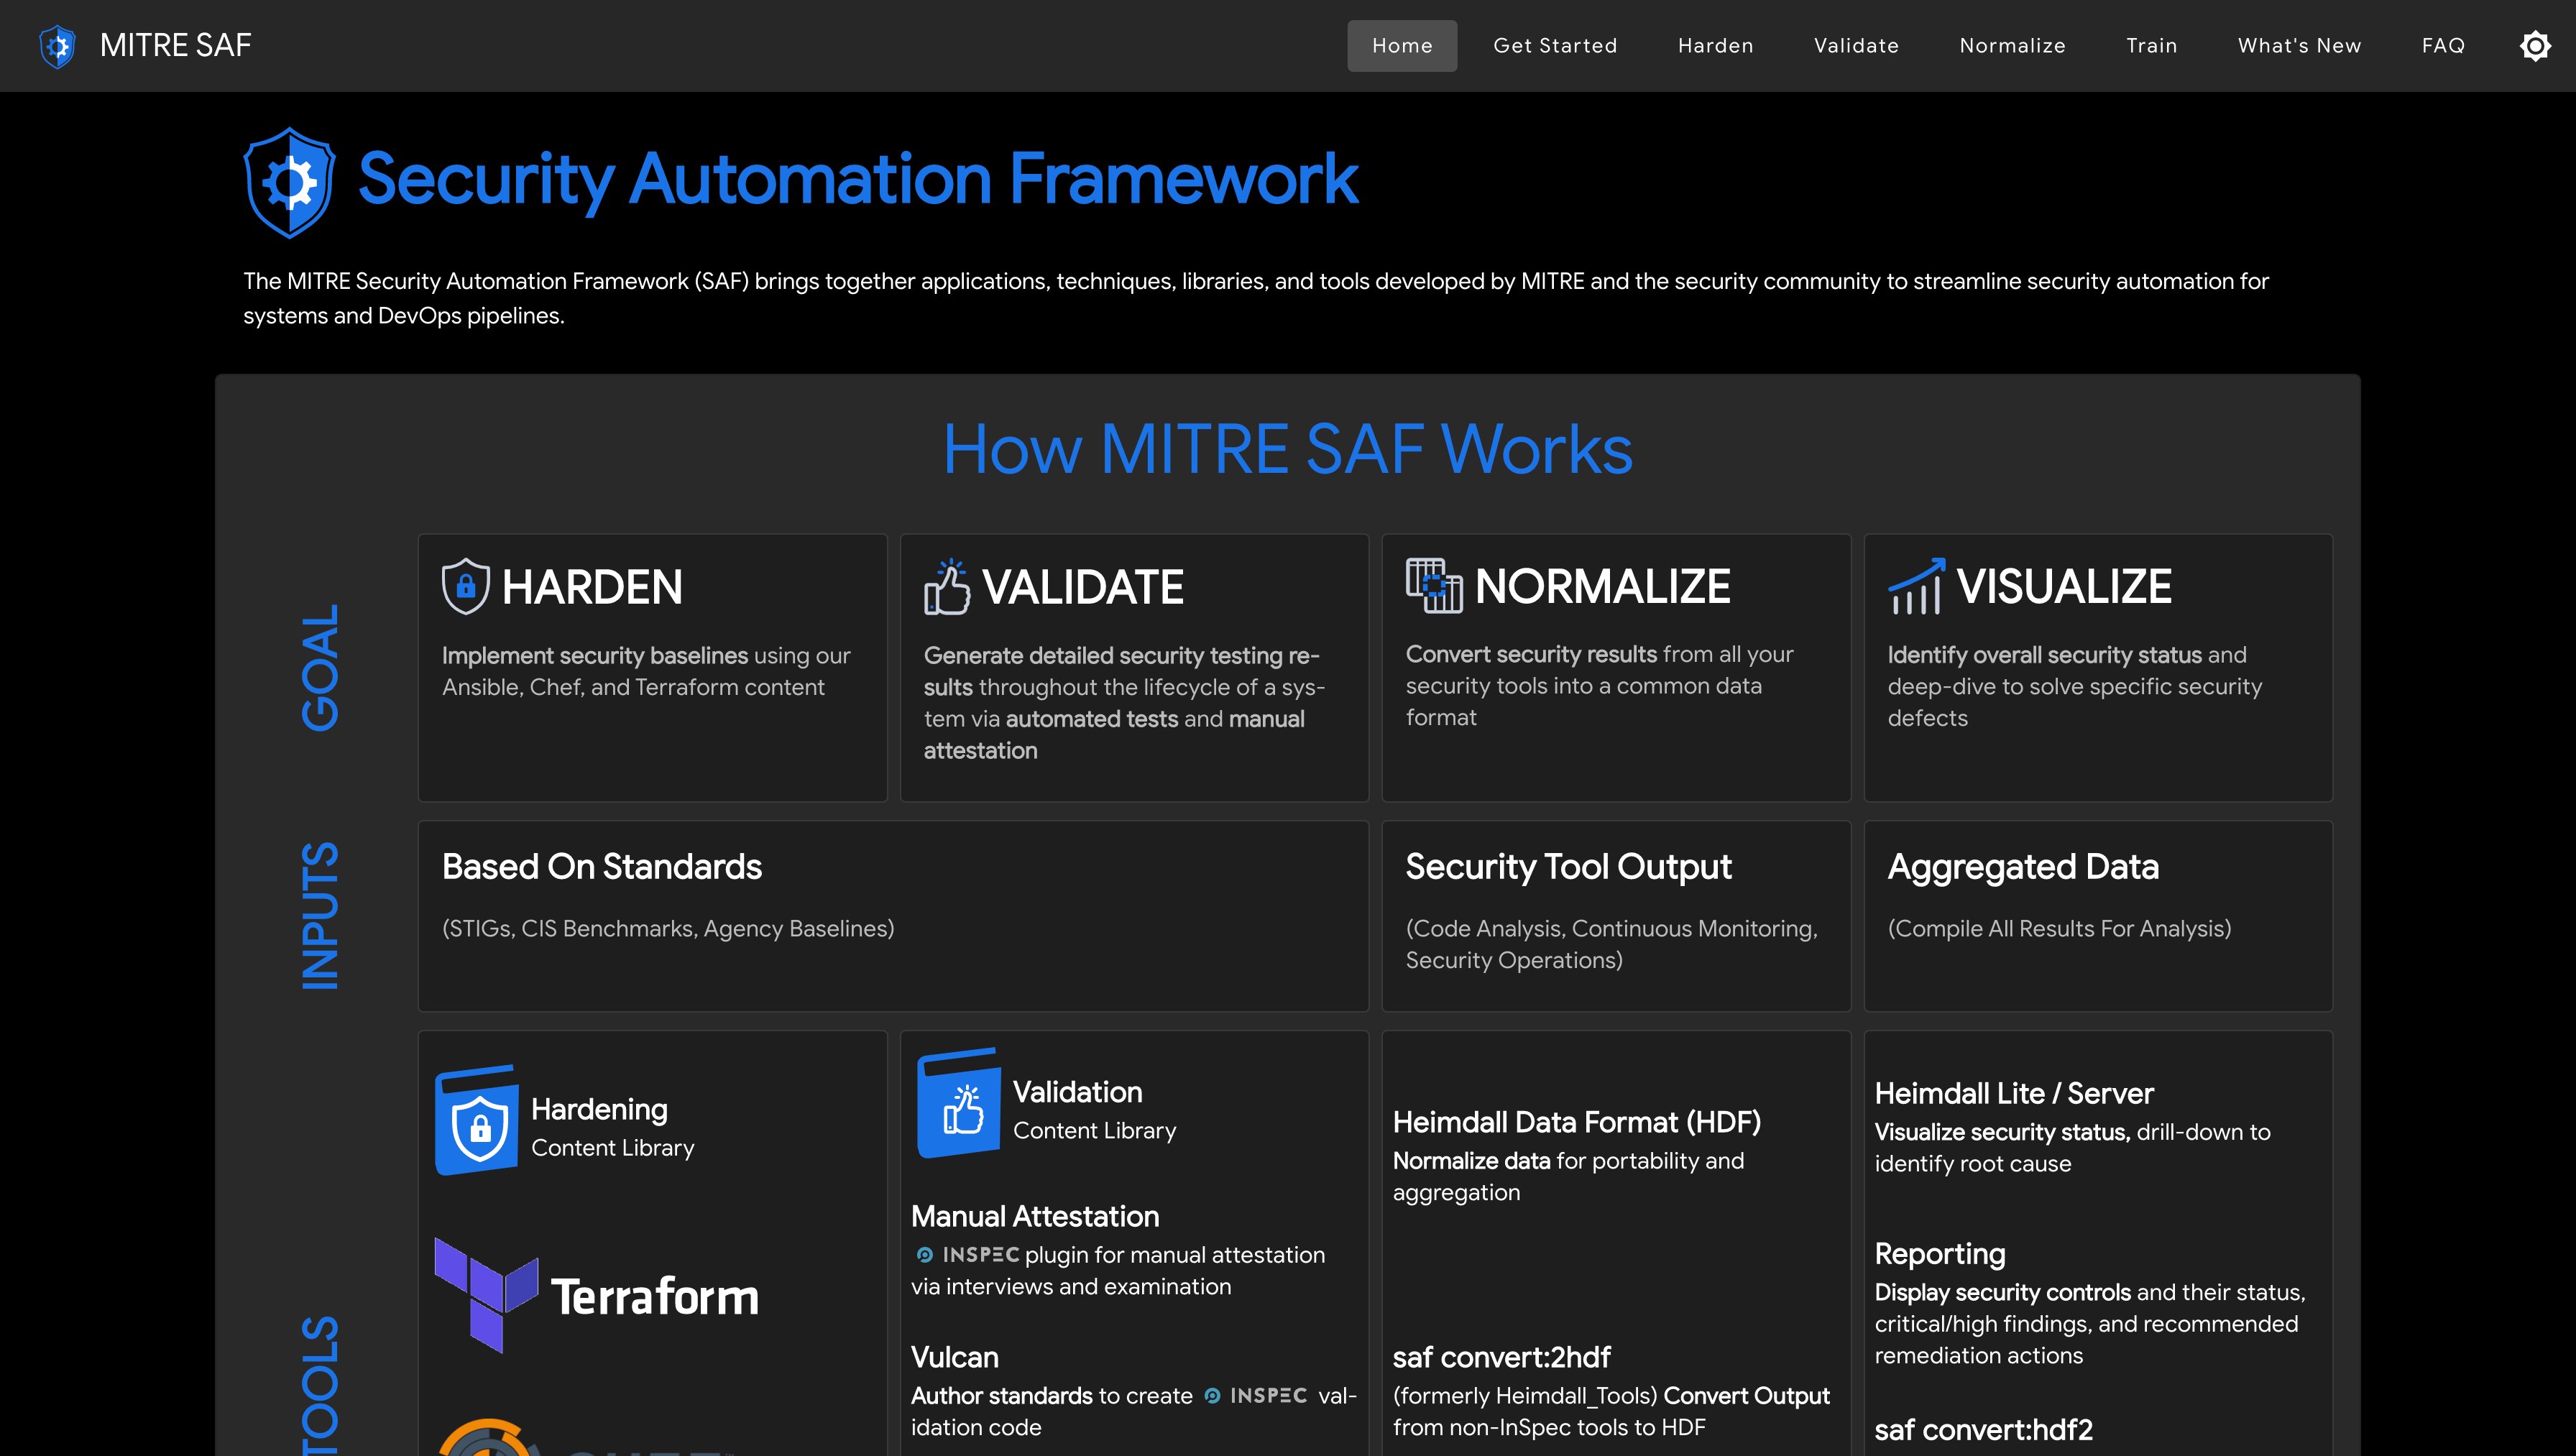 MITRE SAF
Home
Get Started
Harden
Validate
Normalize
Train
What's New
FAQ
Security Automation Framework
The MITRE Security Automation Framework (SAF) brings together applications, techniques, libraries, and tools developed by MITRE and the security community to streamline security automation for
systems and DevOps pipelines.
How MITRE SAF Works
GOAL
HARDEN
Implement security baselines using our
Ansible, Chef, and Terraform content
VALIDATE
Generate detailed security testing re-
sults throughout the lifecycle of a sys-
tem via automated tests and manual
attestation
NORMALIZE
Convert security results from all your
security tools into a common data
format
VISUALIZE
Identify overall security status and
deep-dive to solve specific security
defects
INPUTS
Based On Standards
(STIGs, CIS Benchmarks, Agency Baselines)
Security Tool Output
(Code Analysis, Continuous Monitoring,
Security Operations)
Aggregated Data
(Compile All Results For Analysis)
TOOLS
Hardening
Content Library
Terraform
Validation
Content Library
Manual Attestation
INSPEC plugin for manual attestation
via interviews and examination
Vulcan
Author standards to create INSPEC val-
idation code
Heimdall Data Format (HDF)
Normalize data for portability and
aggregation
saf convert:2hdf
(formerly Heimdall_Tools) Convert Output
from non-InSpec tools to HDF
Heimdall Lite / Server
Visualize security status, drill-down to
identify root cause
Reporting
Display security controls and their status,
critical/high findings, and recommended
remediation actions
saf convert:hdf2